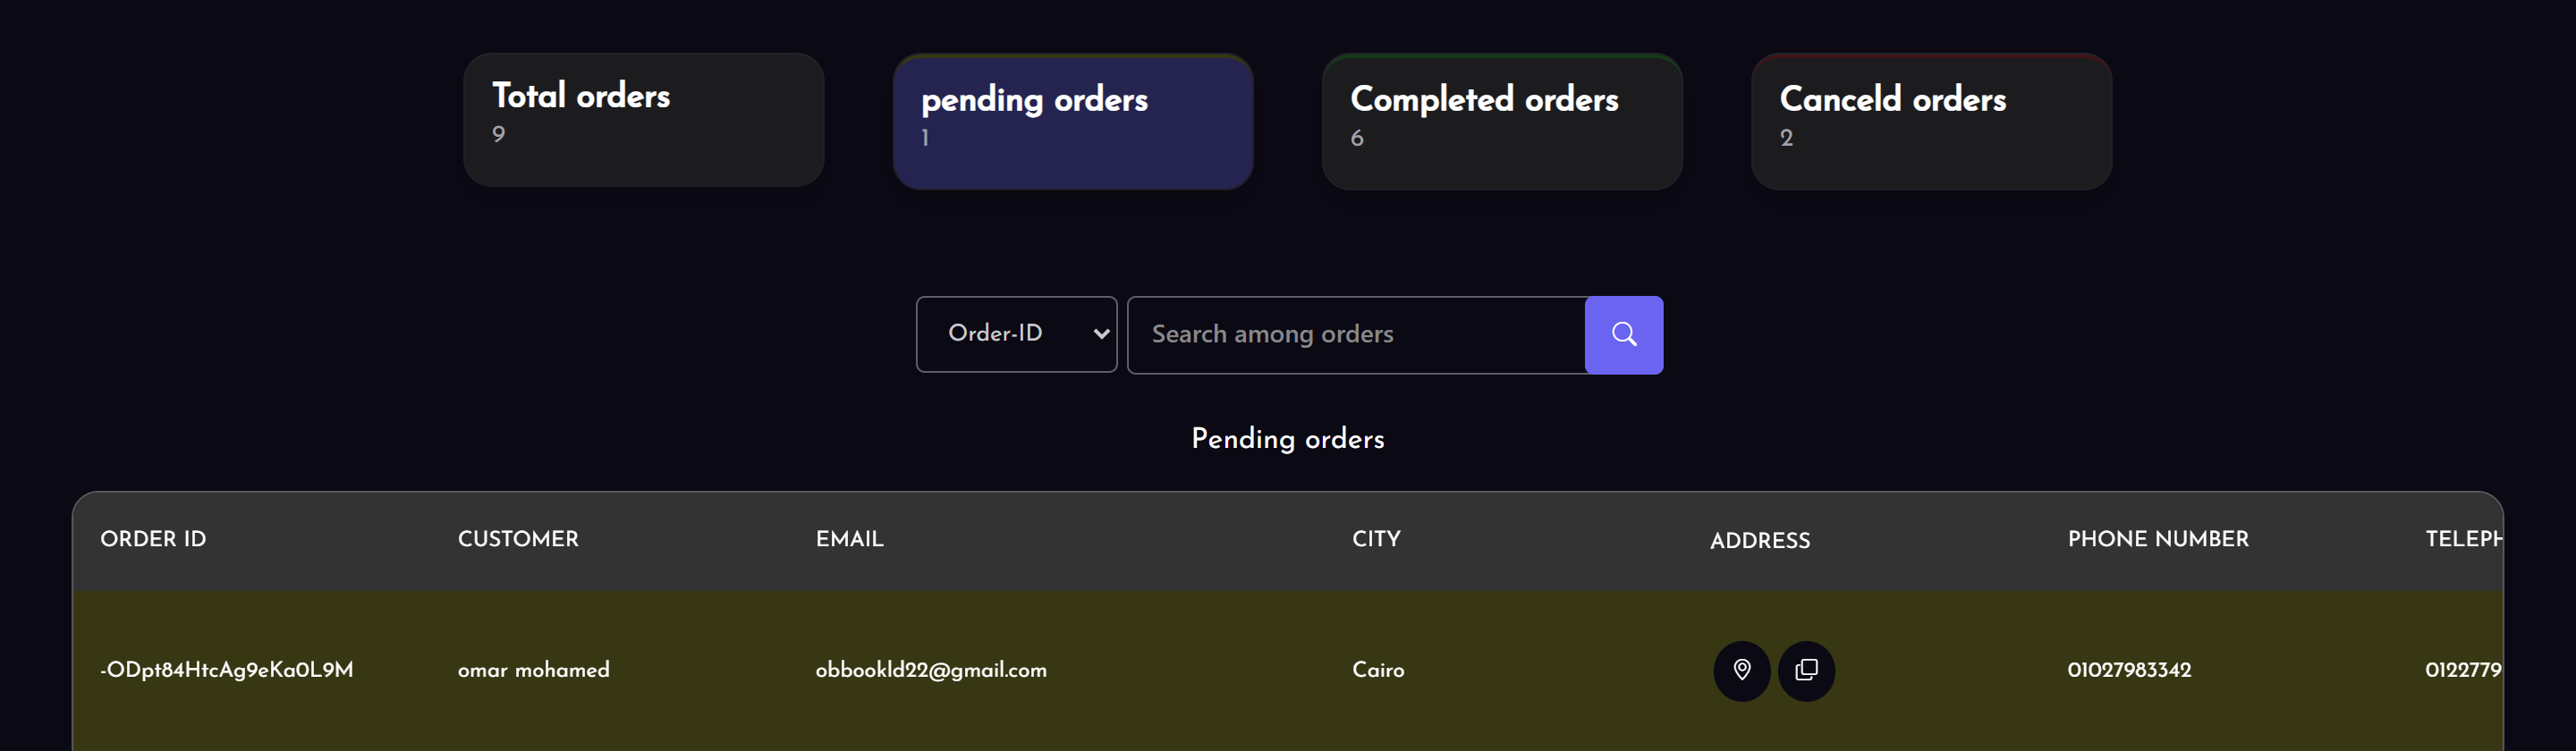 Total orders
9
pending orders
1
Completed orders
6
Canceld orders
2
Order-ID
Search among orders
Pending orders
ORDER ID CUSTOMER EMAIL CITY ADDRESS PHONE NUMBER TELEPH
-ODpt84HtcAg9eKa0L9M omar mohamed obbookld22@gmail.com Cairo 01027983342 0122779